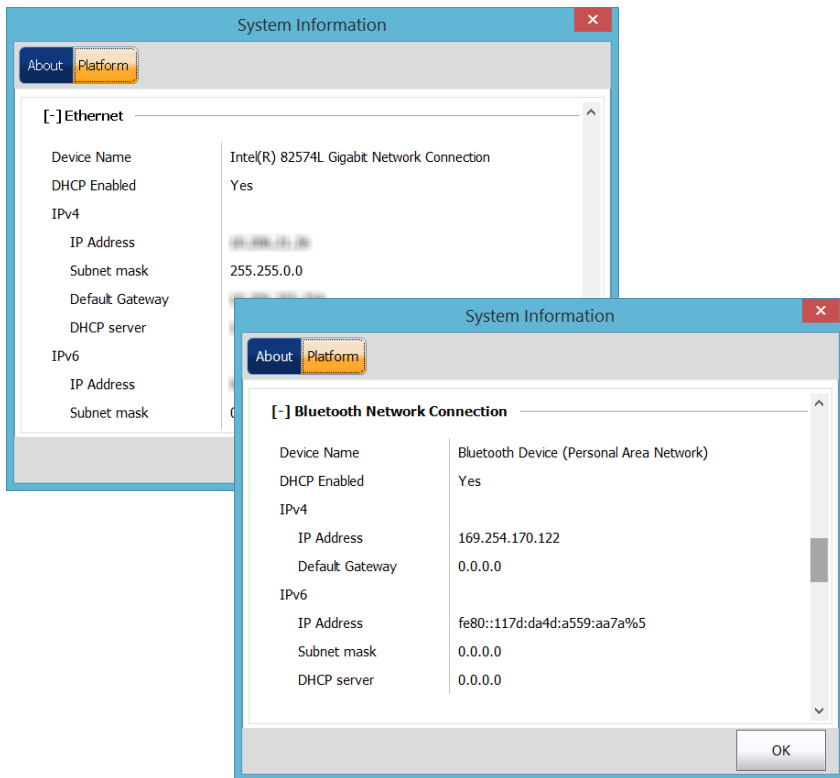 System Information
About Platform
[-] Ethernet
Device Name Intel(R) 82574L Gigabit Network Connection
DHCP Enabled Yes
IPv4
IP Address
Subnet mask 255.255.0.0
Default Gateway
DHCP server
IPv6
IP Address
Subnet mask
System Information
About Platform
[-] Bluetooth Network Connection
Device Name Bluetooth Device (Personal Area Network)
DHCP Enabled Yes
IPv4
IP Address 169.254.170.122
Default Gateway 0.0.0.0
IPv6
IP Address fe80::117d:da4d:a559:aa7a%5
Subnet mask 0.0.0.0
DHCP server 0.0.0.0
OK